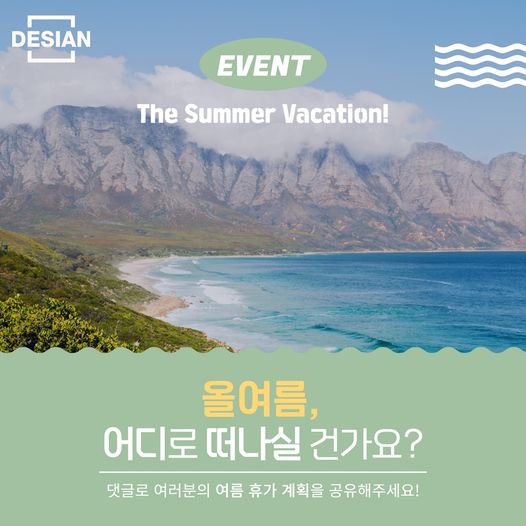 DESIAN
EVENT
The Summer Vacation!
올여름,
어디로 떠나실 건가요?
댓글로 여러분의 여름 휴가 계획을 공유해주세요!